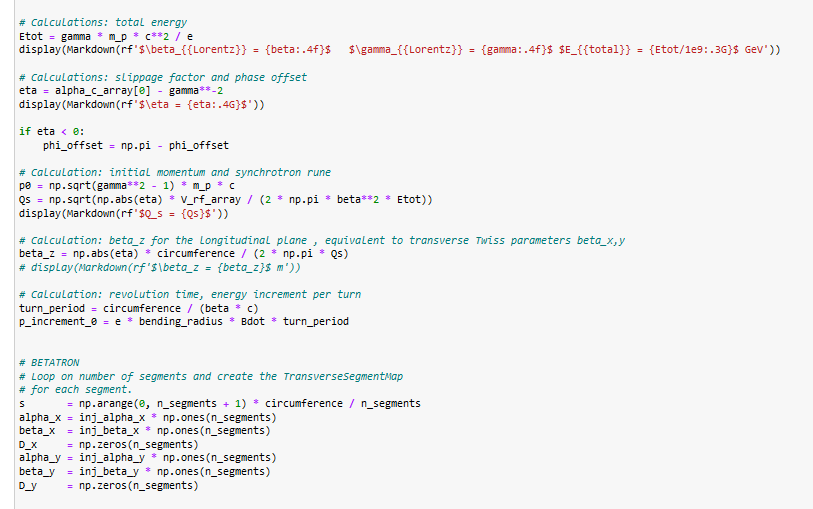 # Calculations: total energy
Etot = gamma * m_p * c**2 / e
display(Markdown(rf'$\beta_{{Lorentz}} = {beta:.4f}$   $\gamma_{{Lorentz}} = {gamma:.4f}$ $E_{{total}} = {Etot/1e9:.3G}$ GeV'))
# Calculations: slippage factor and phase offset
eta = alpha_c_array[0] - gamma**-2
display(Markdown(rf'$\eta = {eta:.4G}$'))
if eta < 0:
    phi_offset = np.pi - phi_offset
# Calculation: initial momentum and synchrotron rune
p0 = np.sqrt(gamma**2 - 1) * m_p * c
Qs = np.sqrt(np.abs(eta) * V_rf_array / (2 * np.pi * beta**2 * Etot))
display(Markdown(rf'$Q_s = {Qs}$'))
# Calculation: beta_z for the longitudinal plane , equivalent to transverse Twiss parameters beta_x,y
beta_z = np.abs(eta) * circumference / (2 * np.pi * Qs)
# display(Markdown(rf'$\beta_z = {beta_z}$ m'))
# Calculation: revolution time, energy increment per turn
turn_period = circumference / (beta * c)
p_increment_0 = e * bending_radius * Bdot * turn_period
# BETATRON
# Loop on number of segments and create the TransverseSegmentMap
# for each segment.
s       = np.arange(0, n_segments + 1) * circumference / n_segments
alpha_x = inj_alpha_x * np.ones(n_segments)
beta_x  = inj_beta_x * np.ones(n_segments)
D_x     = np.zeros(n_segments)
alpha_y = inj_alpha_y * np.ones(n_segments)
beta_y  = inj_beta_y * np.ones(n_segments)
D_y     = np.zeros(n_segments)